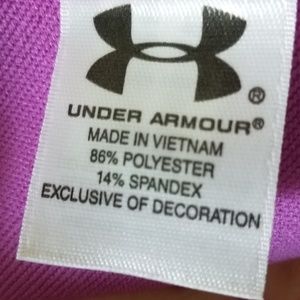 ®
UNDER ARMOUR®
MADE IN VIETNAM
86% POLYESTER
14% SPANDEX
EXCLUSIVE OF DECORATION